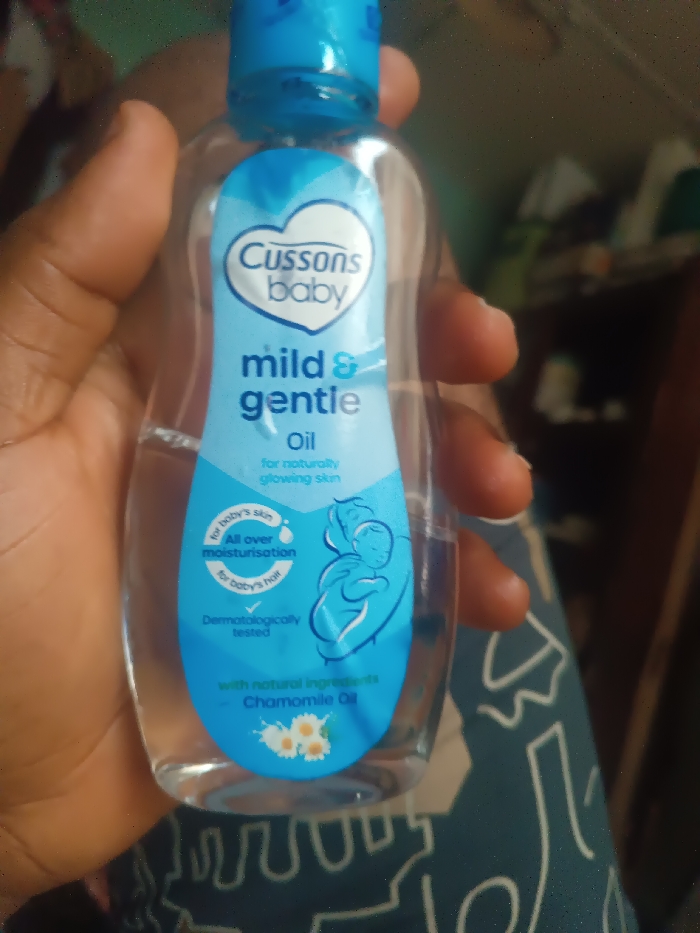 Cussons
baby
mild &
gentle
Oil
for naturally
glowing skin
for baby's skin
All over
moisturisation
for baby's hair
Dermatologically
tested
with natural ingredients
Chamomile Oil